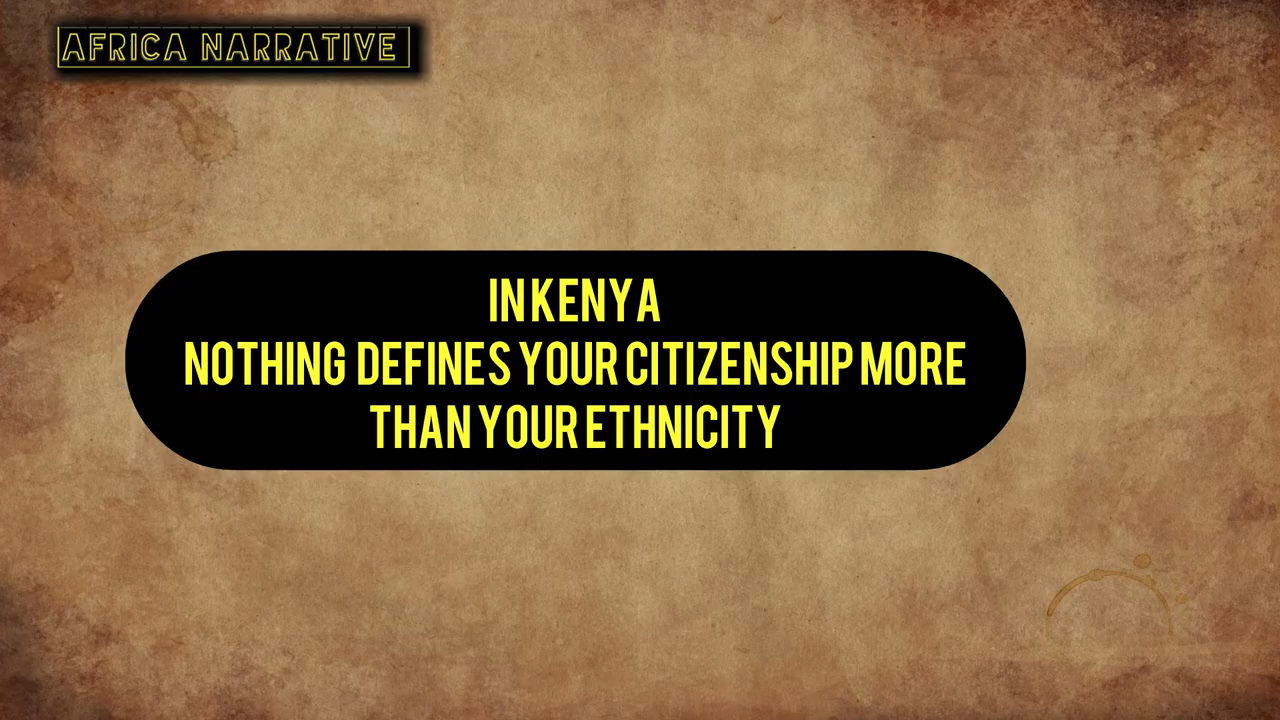 AFRICA NARRATIVE
IN KENYA
NOTHING DEFINES YOUR CITIZENSHIP MORE
THAN YOUR ETHNICITY